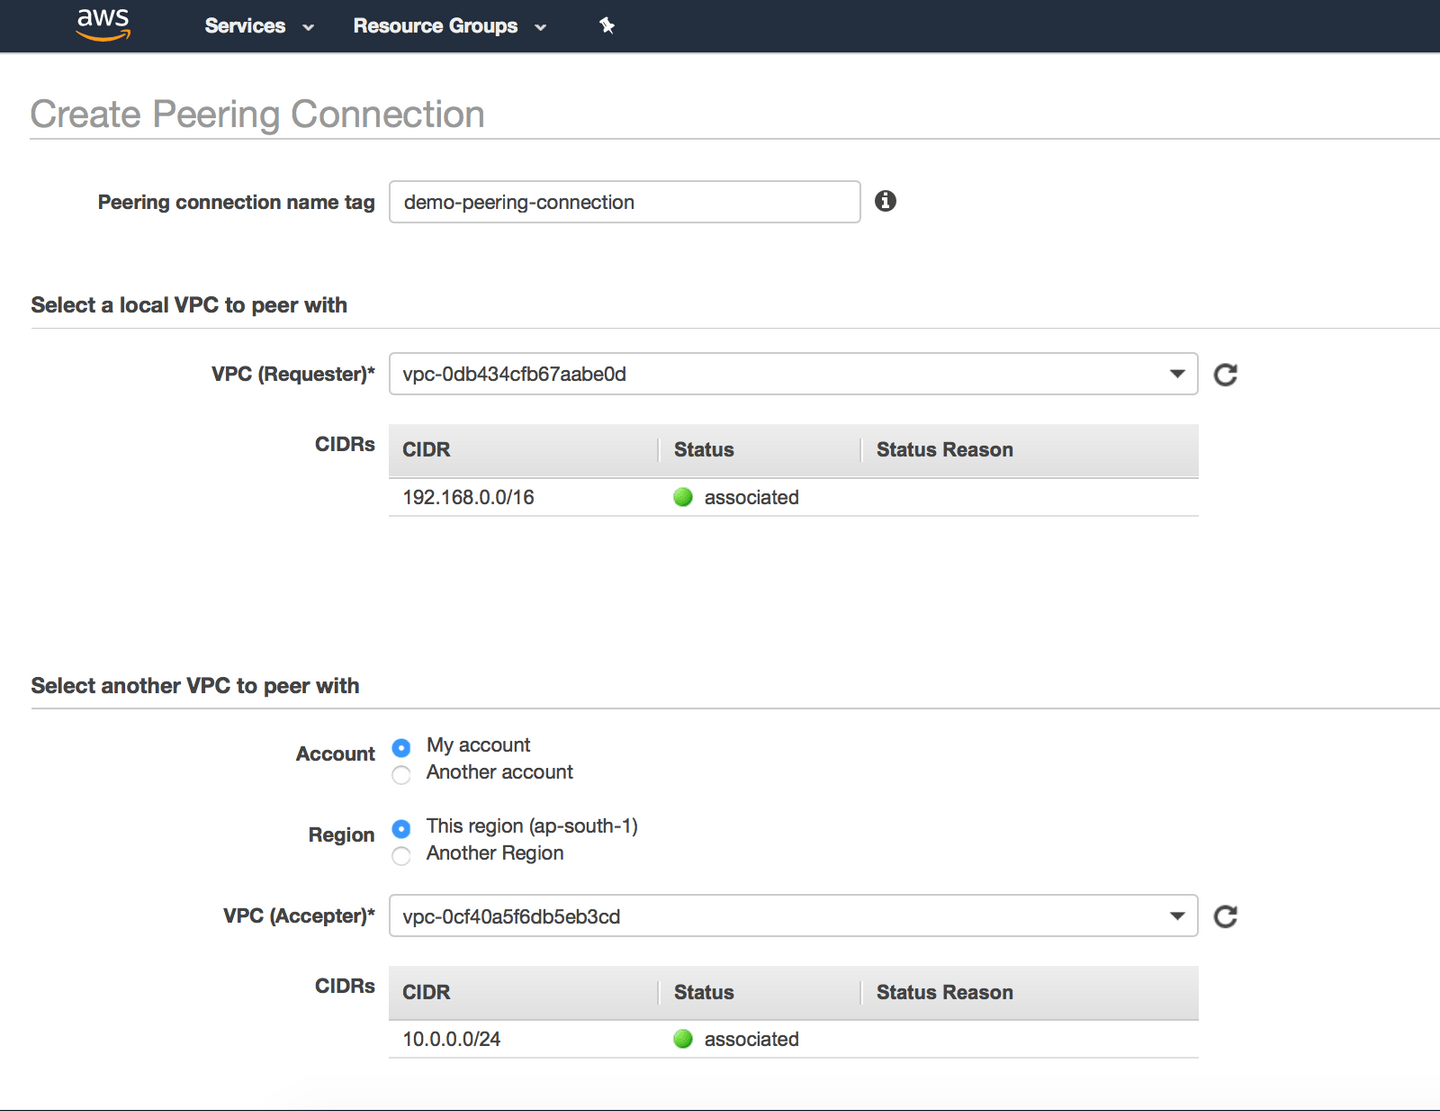 aws Services Resource Groups
Create Peering Connection
Peering connection name tag demo-peering-connection
Select a local VPC to peer with
VPC (Requester)* vpc-0db434cfb67aabe0d
CIDRs CIDR Status Status Reason
192.168.0.0/16 associated
Select another VPC to peer with
Account My account
Another account
Region This region (ap-south-1)
Another Region
VPC (Accepter)* vpc-0cf40a5f6db5eb3cd
CIDRs CIDR Status Status Reason
10.0.0.0/24 associated